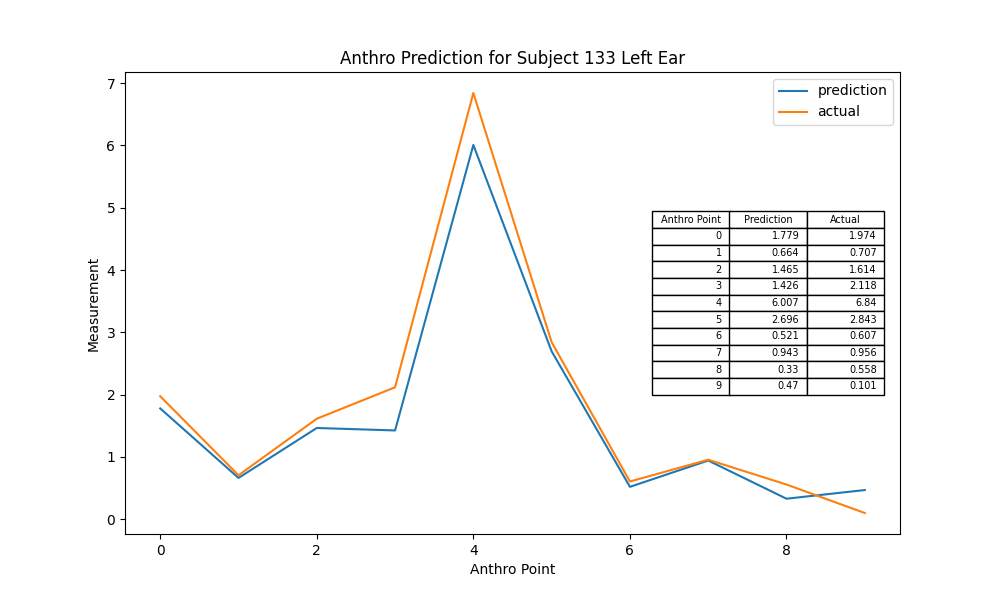 Anthro Prediction for Subject 133 Left Ear
7
6
5
4
3
2
1
0
Measurement
0 2 4 6 8
Anthro Point
prediction
actual
Anthro Point Prediction Actual
0 1.779 1.974
1 0.664 0.707
2 1.465 1.614
3 1.426 2.118
4 6.007 6.84
5 2.696 2.843
6 0.521 0.607
7 0.943 0.956
8 0.33 0.558
9 0.47 0.101